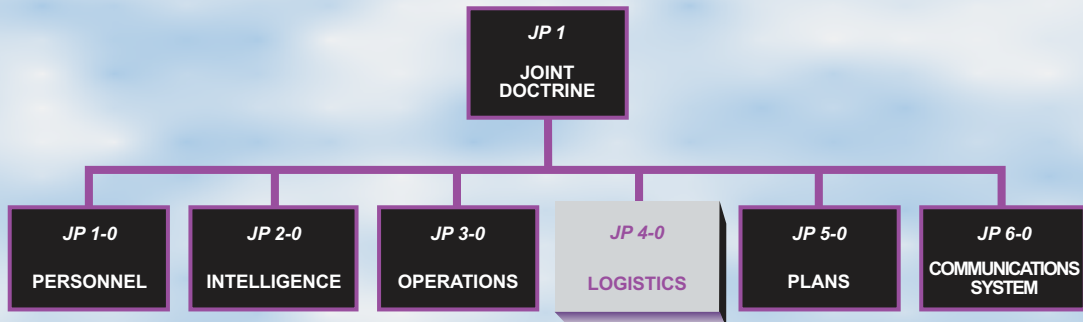 JP 1
JOINT
DOCTRINE
JP 1-0
PERSONNEL
JP 2-0
INTELLIGENCE
JP 3-0
OPERATIONS
JP 4-0
LOGISTICS
JP 5-0
PLANS
JP 6-0
COMMUNICATIONS
SYSTEM